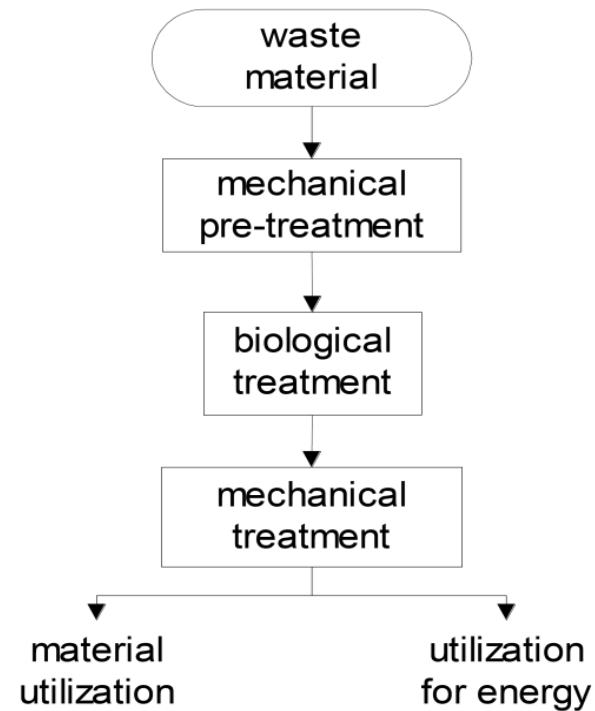 waste
material
mechanical
pre-treatment
biological
treatment
mechanical
treatment
material
utilization
utilization
for energy